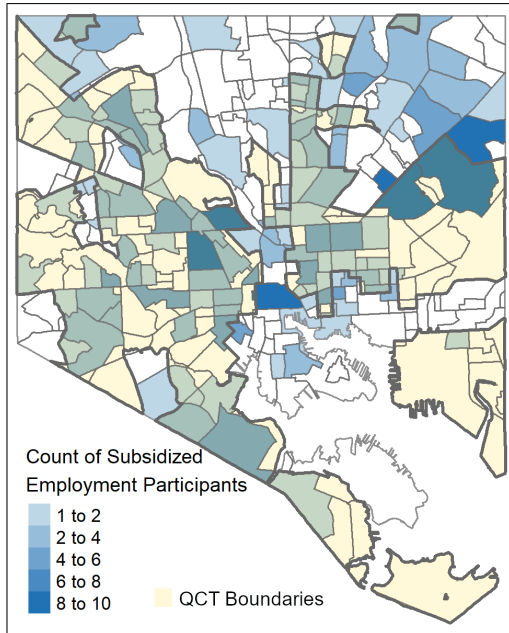 Count of Subsidized
Employment Participants
1 to 2
2 to 4
4 to 6
6 to 8
8 to 10
QCT Boundaries